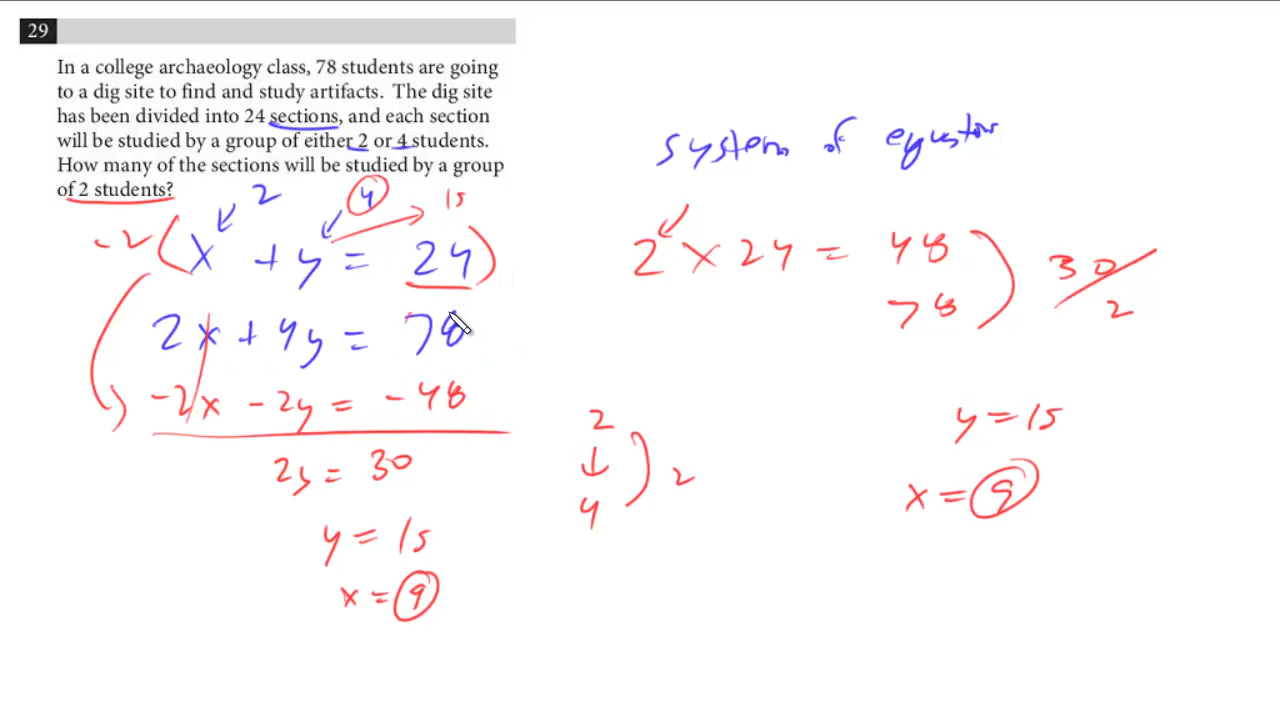 29
In a college archaeology class, 78 students are going
to a dig site to find and study artifacts. The dig site
has been divided into 24 sections, and each section
will be studied by a group of either 2 or 4 students.
How many of the sections will be studied by a group
of 2 students?
2 4 15
-2(x + y = 24)
2x + 4y = 78
-2x - 2y = -48
2y = 30
y = 15
x = 9
system of
2 x 24 = 48
78
30/2
2
↓
4
2
y = 15
x = 9